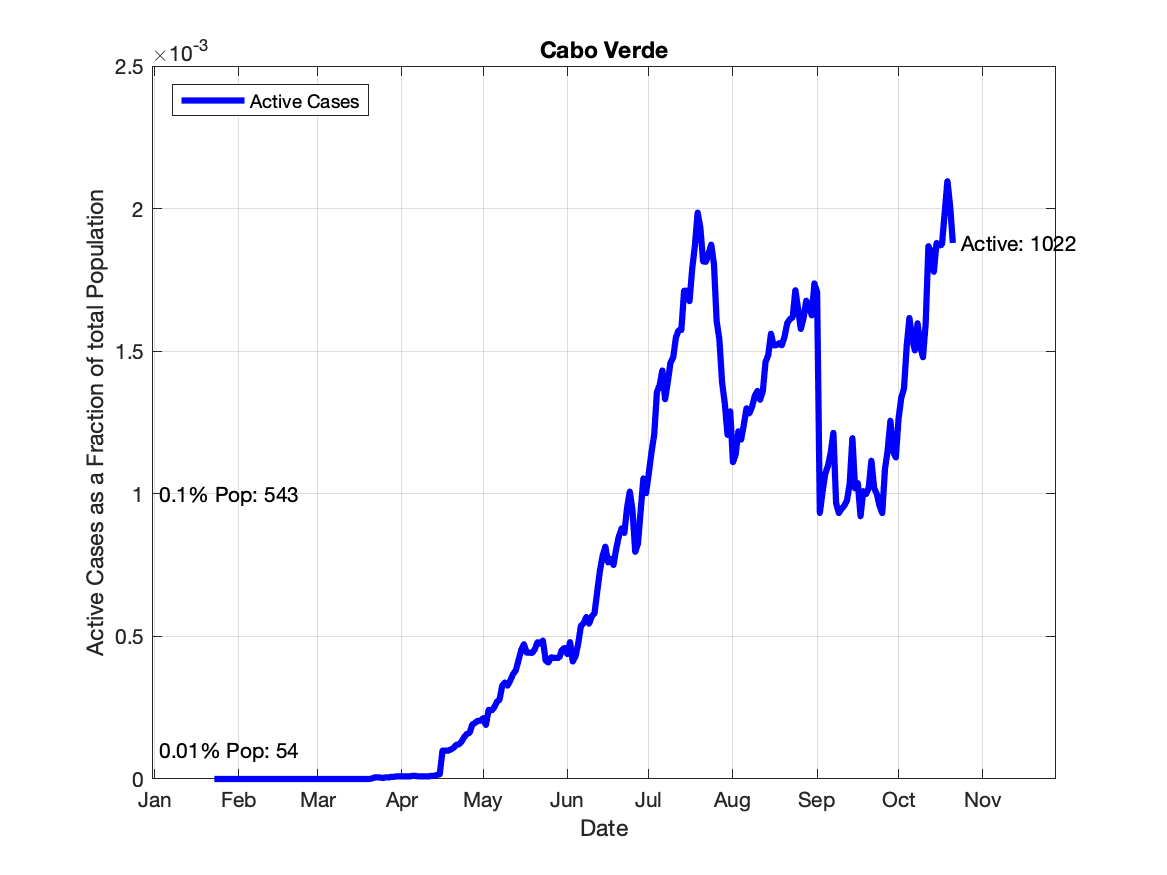 Cabo Verde
×10-3
2.5
2
1.5
1
0.5
0
Active Cases
Active: 1022
0.1% Pop: 543
0.01% Pop: 54
Active Cases as a Fraction of total Population
Jan Feb Mar Apr May Jun Jul Aug Sep Oct Nov
Date